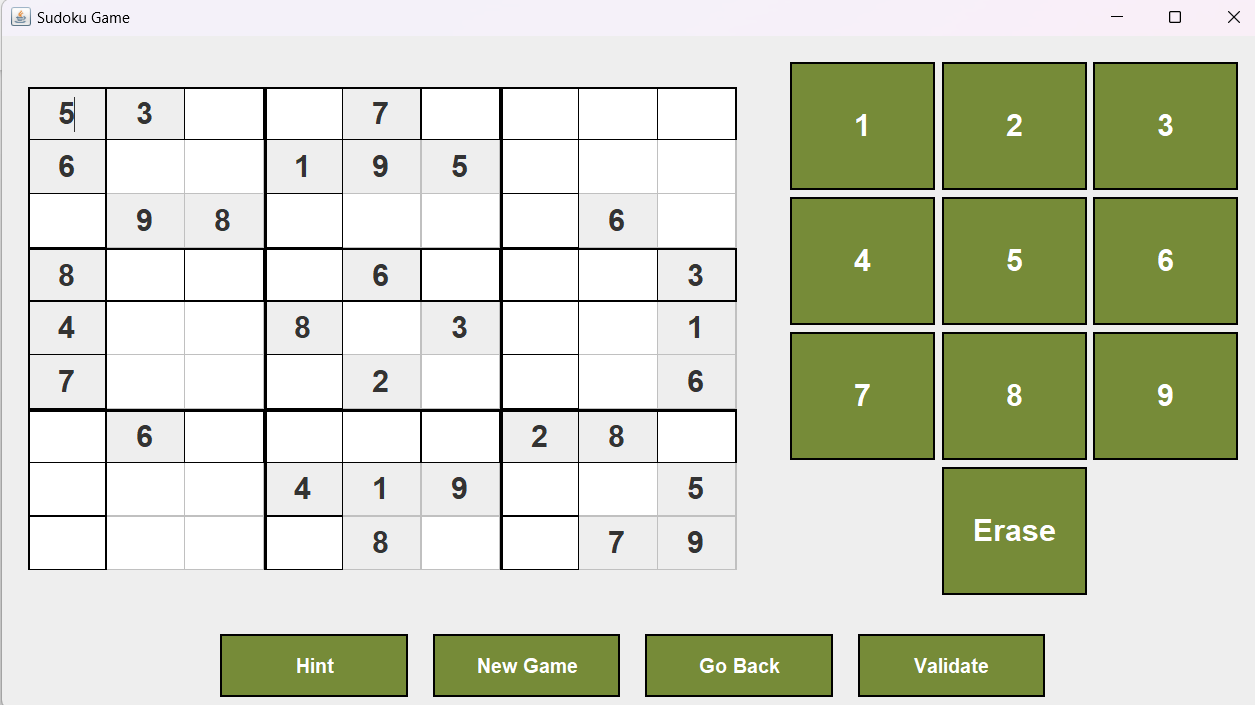 Sudoku Game
5 3 7
6 1 9 5
9 8 6
8 6 3
4 8 3 1
7 2 6
6 2 8
4 1 9 5
8 7 9
1 2 3
4 5 6
7 8 9
Erase
Hint New Game Go Back Validate